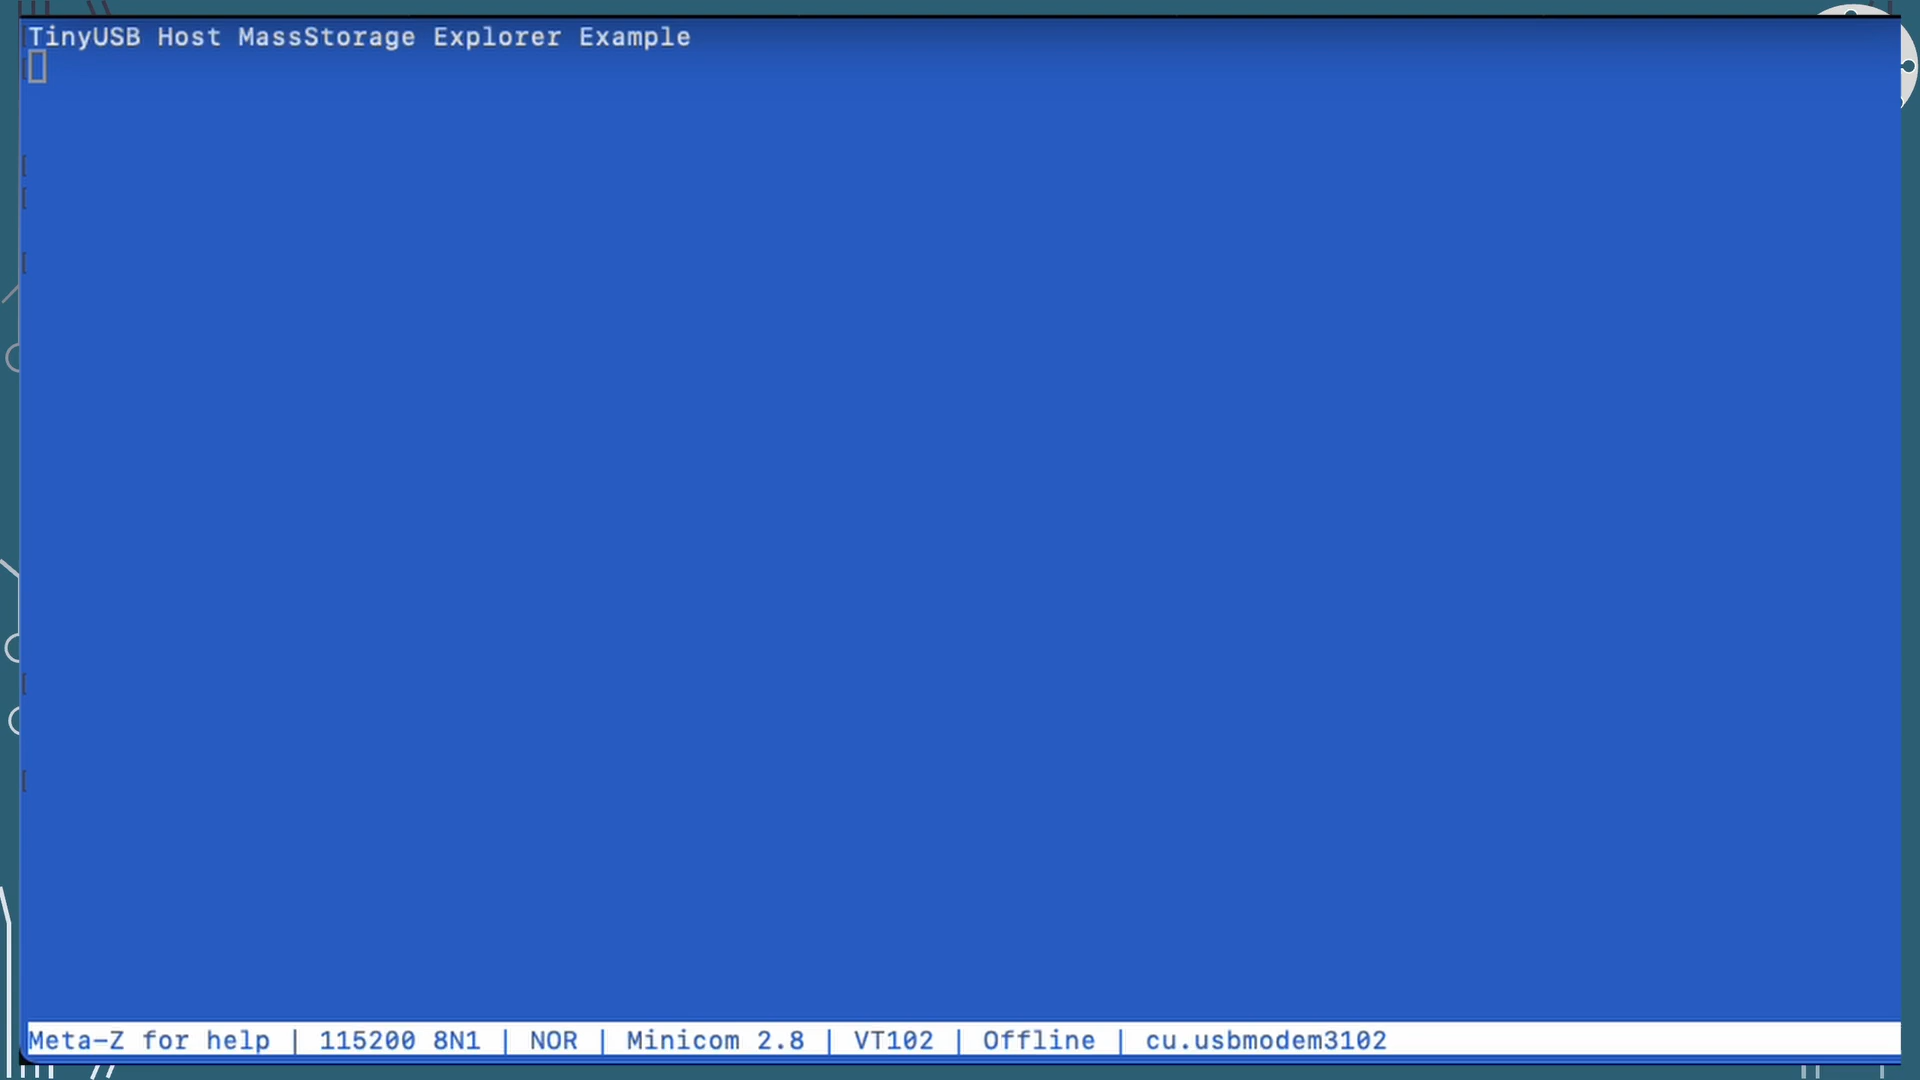 TinyUSB Host MassStorage Explorer Example
Meta-Z for help | 115200 8N1 | NOR | Minicom 2.8 | VT102 | Offline | cu.usbmodem3102